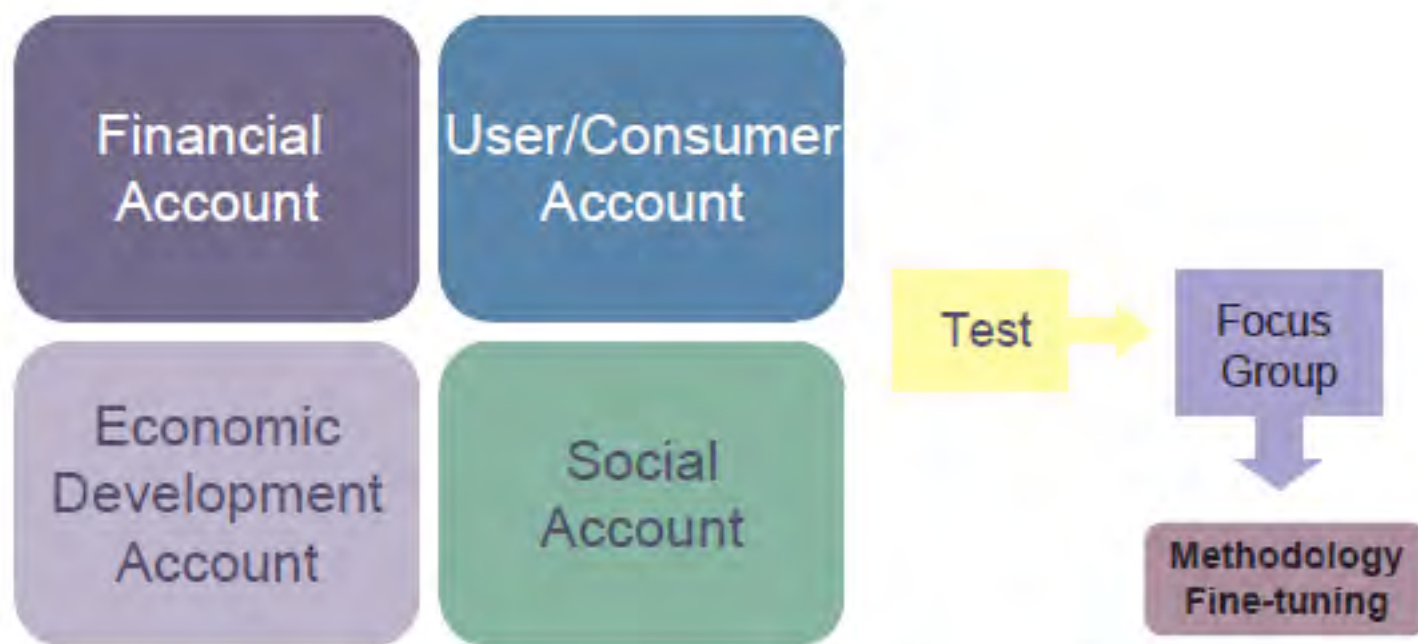 Financial
Account
User/Consumer
Account
Economic
Development
Account
Social
Account
Test
Focus
Group
Methodology
Fine-tuning